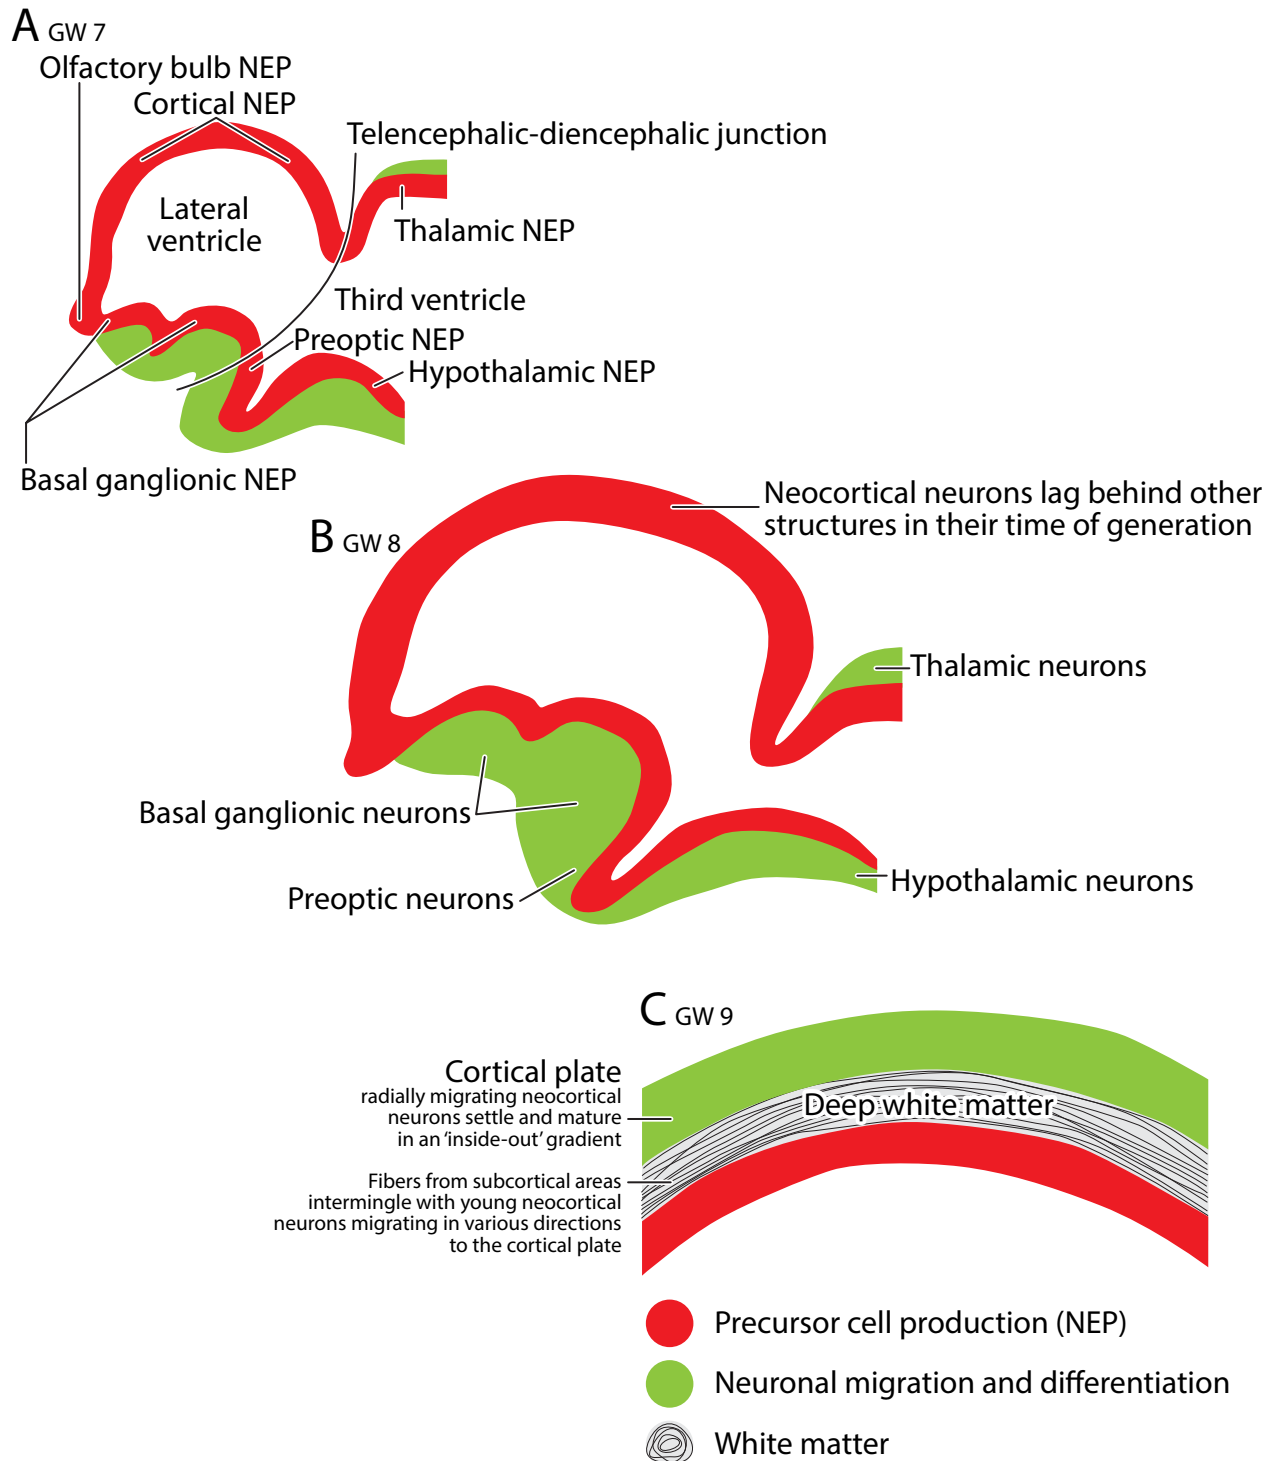 A GW 7
Olfactory bulb NEP
Cortical NEP
Telencephalic-diencephalic junction
Lateral
ventricle
Thalamic NEP
Third ventricle
Preoptic NEP
Hypothalamic NEP
Basal ganglionic NEP
B GW 8
Neocortical neurons lag behind other
structures in their time of generation
Thalamic neurons
Basal ganglionic neurons
Preoptic neurons
Hypothalamic neurons
C GW 9
Cortical plate
radially migrating neocortical
neurons settle and mature
in an ‘inside-out’ gradient
Deep white matter
Fibers from subcortical areas
intermingle with young neocortical
neurons migrating in various directions
to the cortical plate
Precursor cell production (NEP)
Neuronal migration and differentiation
White matter